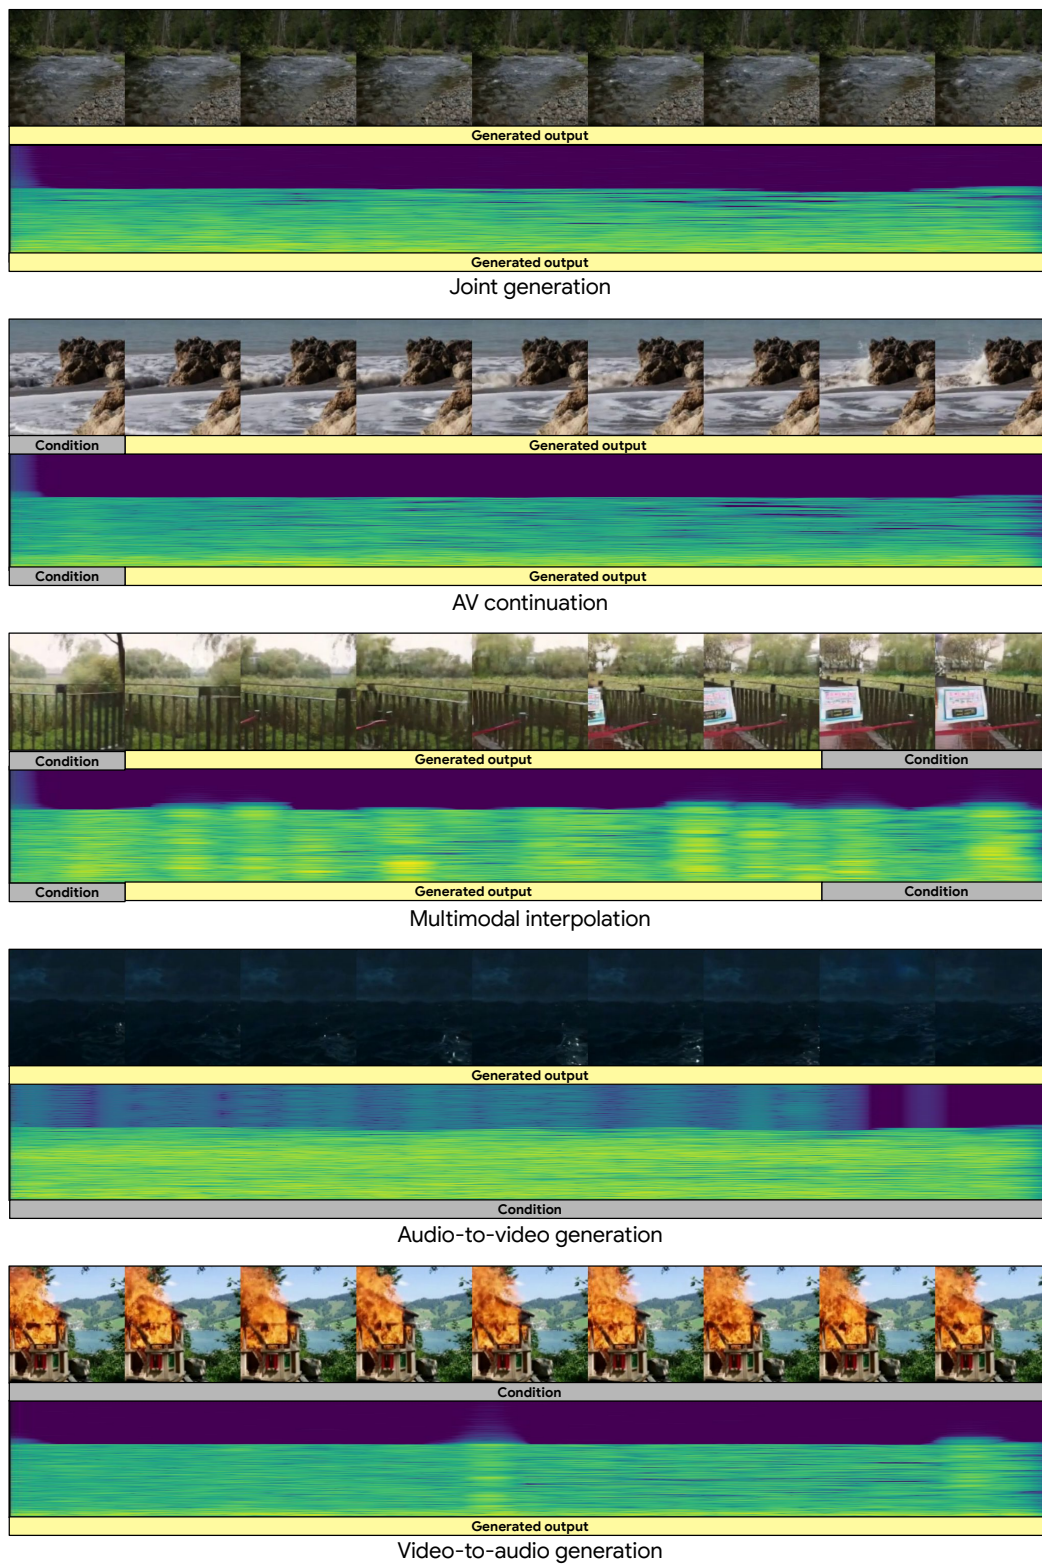 Generated output
Generated output
Joint generation
Condition Generated output
Condition Generated output
AV continuation
Condition Generated output Condition
Condition Generated output Condition
Multimodal interpolation
Generated output
Condition
Audio-to-video generation
Condition
Generated output
Video-to-audio generation